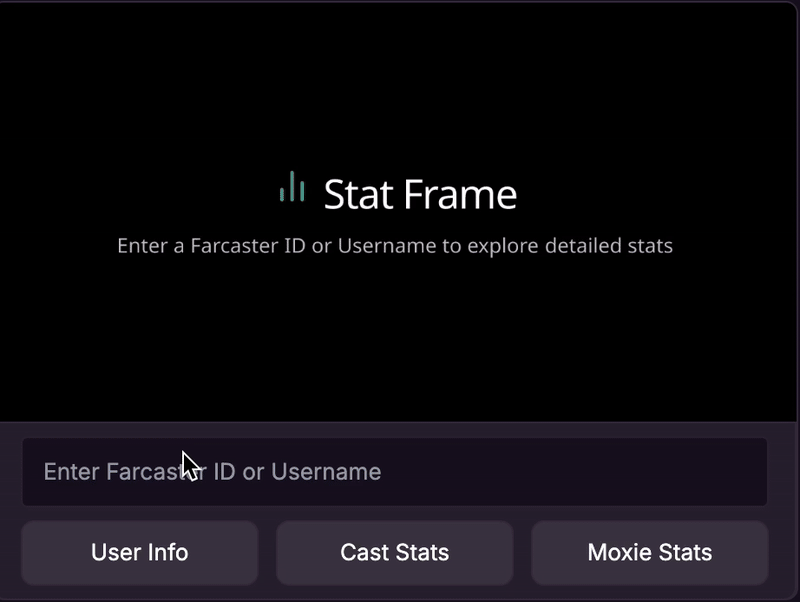 Stat Frame
Enter a Farcaster ID or Username to explore detailed stats
Enter Farcaster ID or Username
User Info
Cast Stats
Moxie Stats